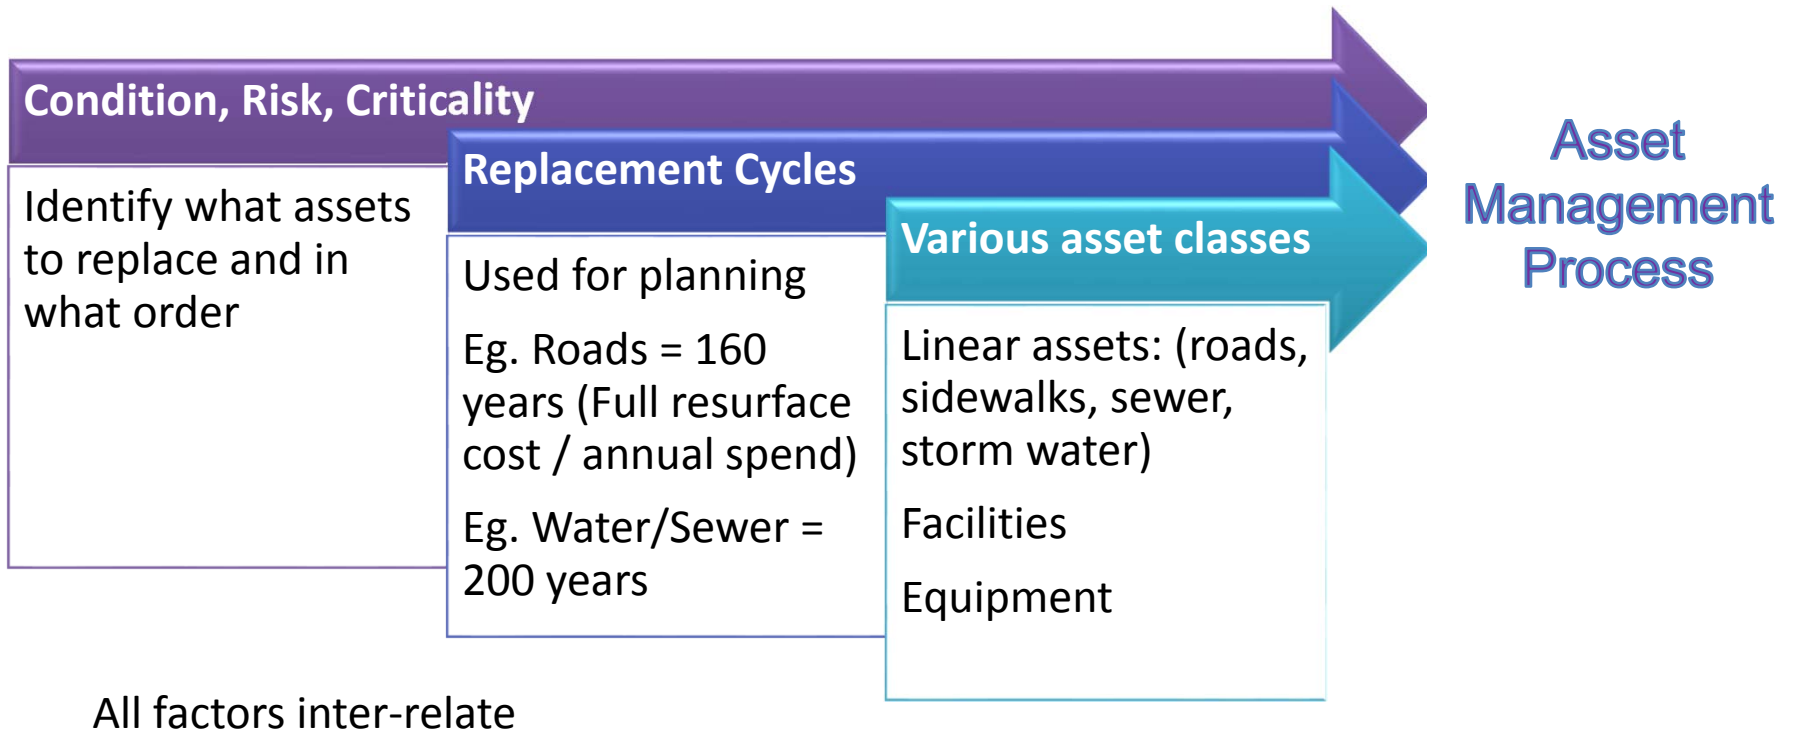 Condition, Risk, Criticality
Identify what assets
to replace and in
what order
Replacement Cycles
Used for planning
Eg. Roads = 160
years (Full resurface
cost / annual spend)
Eg. Water/Sewer =
200 years
Various asset classes
Linear assets: (roads,
sidewalks, sewer,
storm water)
Facilities
Equipment
Asset
Management
Process
All factors inter-relate